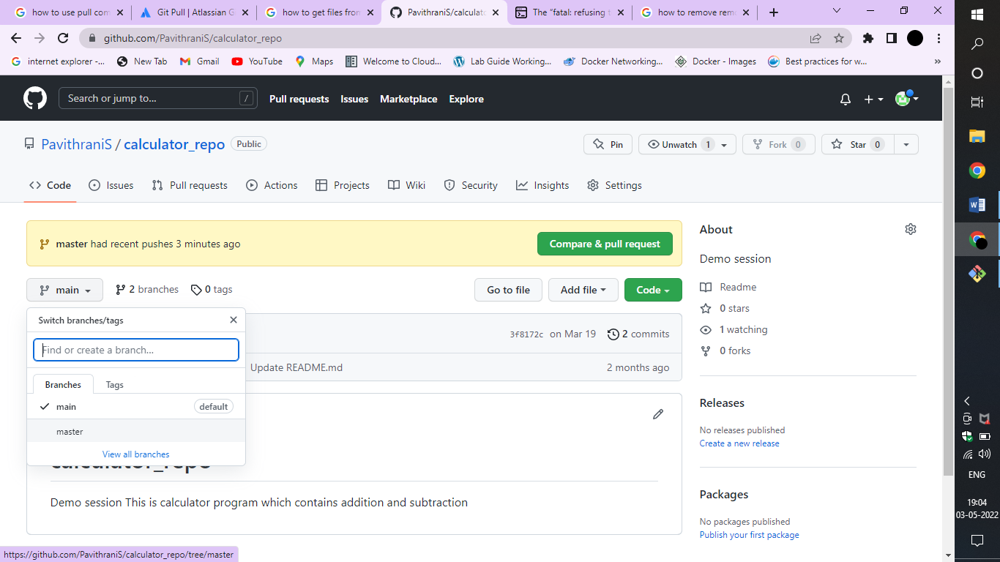 how to use pull com
Git Pull | Atlassian G
how to get files from
PavithraniS/calculato
The "fatal: refusing t
how to remove rem
github.com/PavithraniS/calculator_repo
internet explorer -...
New Tab
Gmail
YouTube
Maps
Welcome to Cloud...
Lab Guide Working...
Docker Networking...
Docker - Images
Best practices for w...
»
Search or jump to...
/
Pull requests
Issues
Marketplace
Explore
PavithraniS / calculator_repo
Public
Pin
Unwatch 1
Fork 0
Star 0
Code
Issues
Pull requests
Actions
Projects
Wiki
Security
Insights
Settings
master had recent pushes 3 minutes ago
Compare & pull request
main
2 branches
0 tags
Go to file
Add file
Code
Switch branches/tags
Find or create a branch...
Branches
Tags
main
default
master
View all branches
3f8172c on Mar 19
2 commits
Update README.md
2 months ago
calculator_repo
Demo session This is calculator program which contains addition and subtraction
About
Demo session
Readme
0 stars
1 watching
0 forks
Releases
No releases published
Create a new release
Packages
No packages published
Publish your first package
https://github.com/PavithraniS/calculator_repo/tree/master
ENG
19:04
03-05-2022